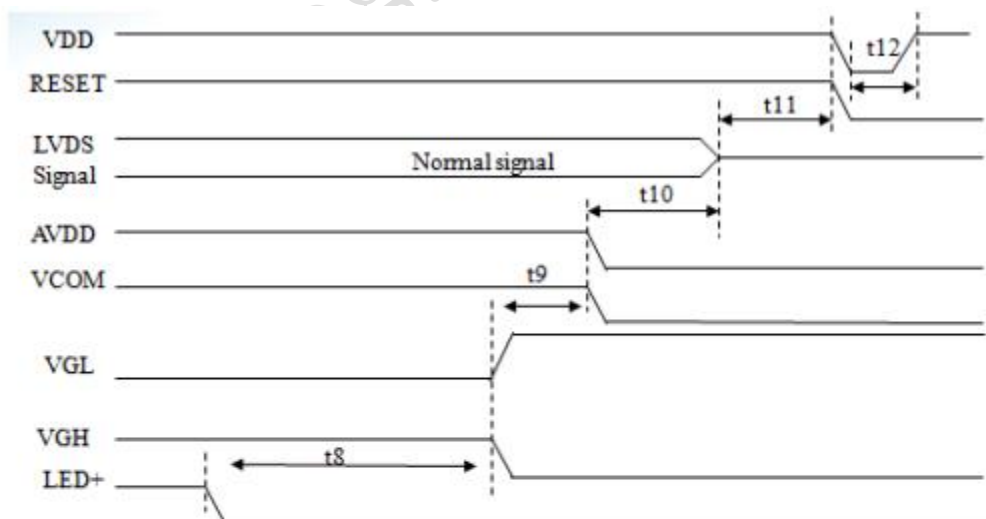 VDD
t12
RESET
t11
LVDS
Signal
Normal signal
t10
AVDD
VCOM
t9
VGL
VGH
t8
LED+